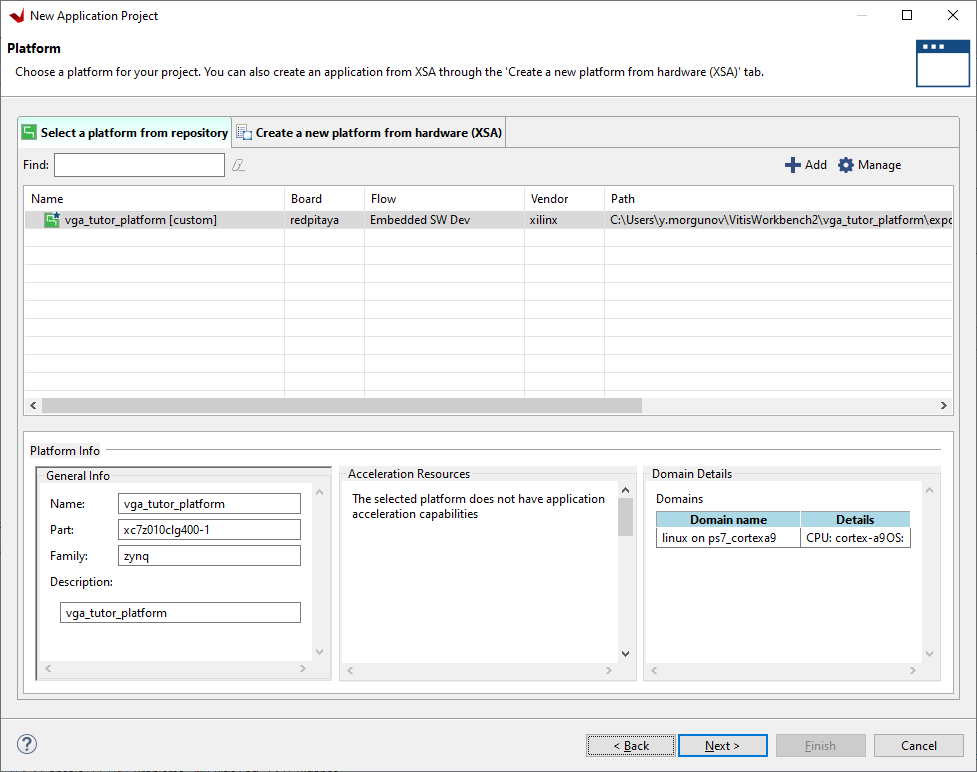 New Application Project
Platform
Choose a platform for your project. You can also create an application from XSA through the 'Create a new platform from hardware (XSA)' tab.
Select a platform from repository
Create a new platform from hardware (XSA)
Find:
Add
Manage
Name Board Flow Vendor Path
vga_tutor_platform [custom] redpitaya Embedded SW Dev xilinx C:\Users\y.morgunov\VitisWorkbench2\vga_tutor_platform\expo
Platform Info
General Info
Name: vga_tutor_platform
Part: xc7z010clg400-1
Family: zynq
Description:
vga_tutor_platform
Acceleration Resources
The selected platform does not have application
acceleration capabilities
Domain Details
Domains
Domain name Details
linux on ps7_cortexa9 CPU: cortex-a9OS:
?
< Back
Next >
Finish
Cancel